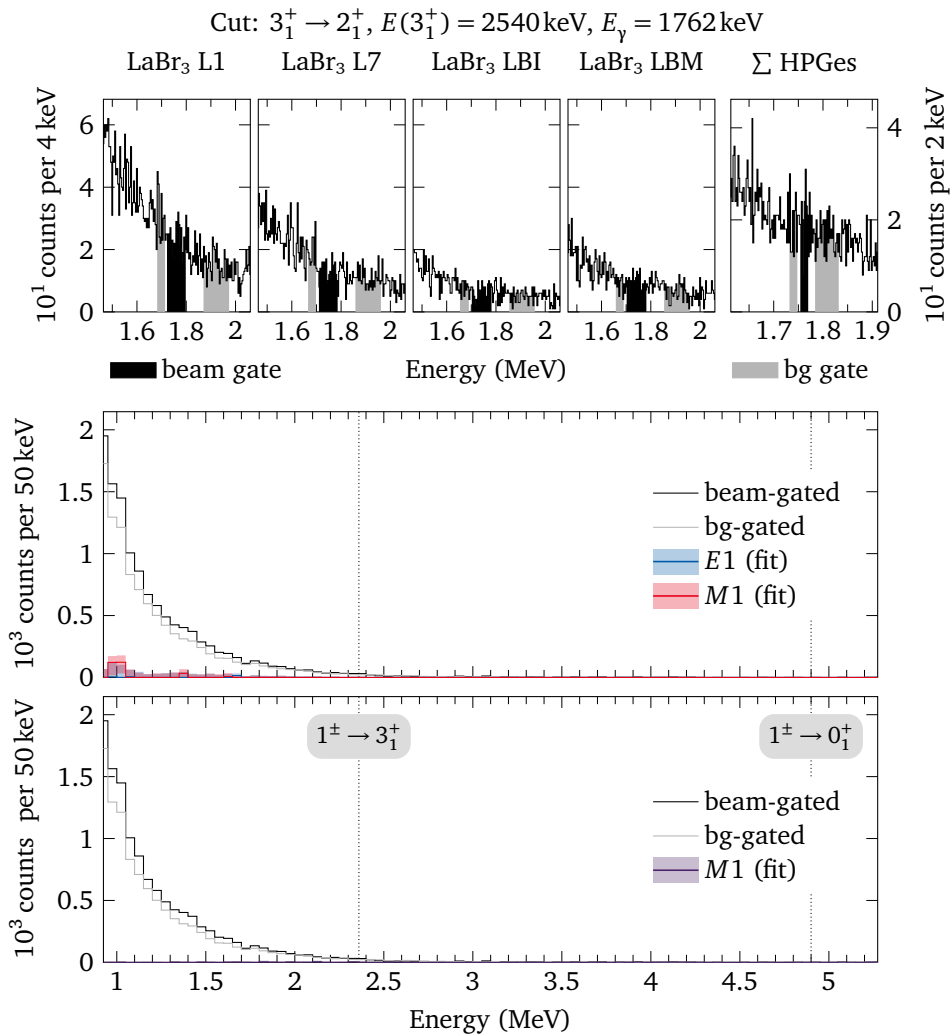 Cut: 3₁⁺ → 2₁⁺, E(3₁⁺) = 2540 keV, Eγ = 1762 keV
LaBr₃ L1 LaBr₃ L7 LaBr₃ LBI LaBr₃ LBM ∑ HPGes
10¹ counts per 4 keV
0 2 4 6
1.6 1.8 2 1.6 1.8 2 1.6 1.8 2 1.6 1.8 2 1.7 1.8 1.9
0 2 4
10¹ counts per 2 keV
beam gate Energy (MeV) bg gate
10³ counts per 50 keV
2
1.5
1
0.5
0
beam-gated
bg-gated
E1 (fit)
M1 (fit)
10³ counts per 50 keV
2
1.5
1
0.5
0
1± → 3₁⁺ 1± → 0₁⁺
beam-gated
bg-gated
M1 (fit)
1 1.5 2 2.5 3 3.5 4 4.5 5
Energy (MeV)